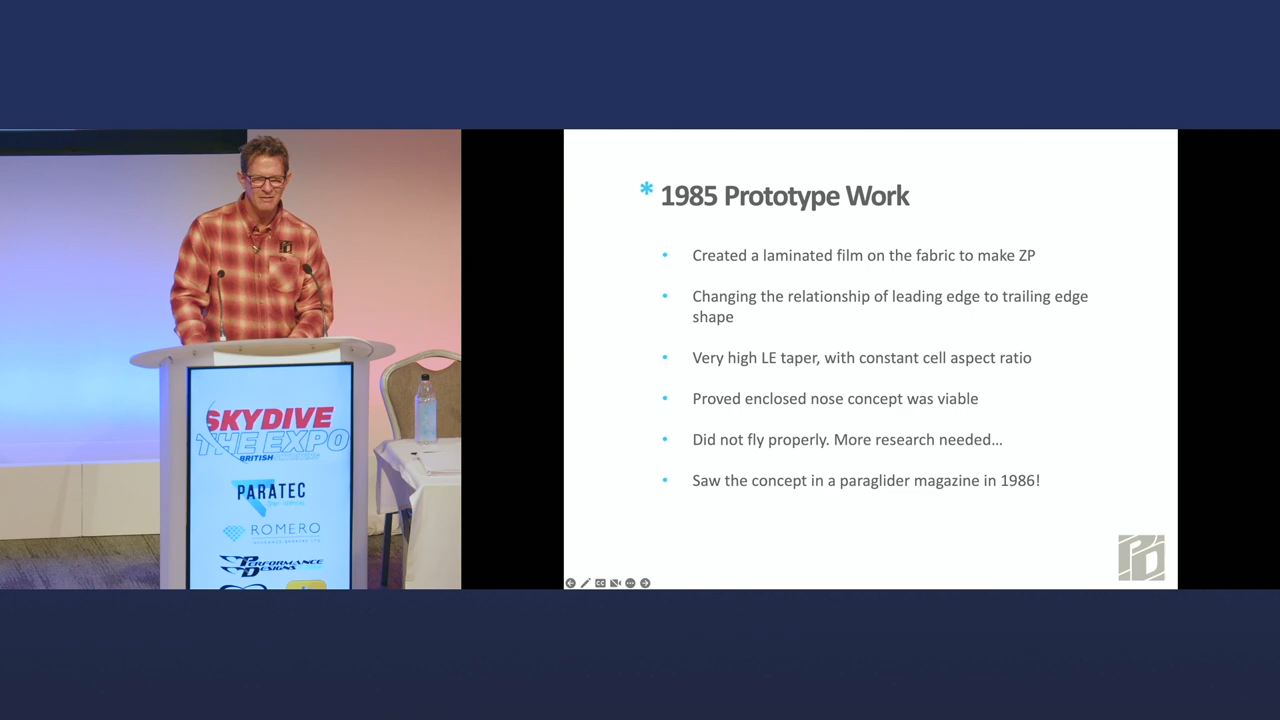 * 1985 Prototype Work
• Created a laminated film on the fabric to make ZP
• Changing the relationship of leading edge to trailing edge
shape
• Very high LE taper, with constant cell aspect ratio
• Proved enclosed nose concept was viable
• Did not fly properly. More research needed…
• Saw the concept in a paraglider magazine in 1986!
PD
SKYDIVE
THE EXPO
BRITISH
PARATEC
ROMERO
PERFORMANCE
DESIGNS